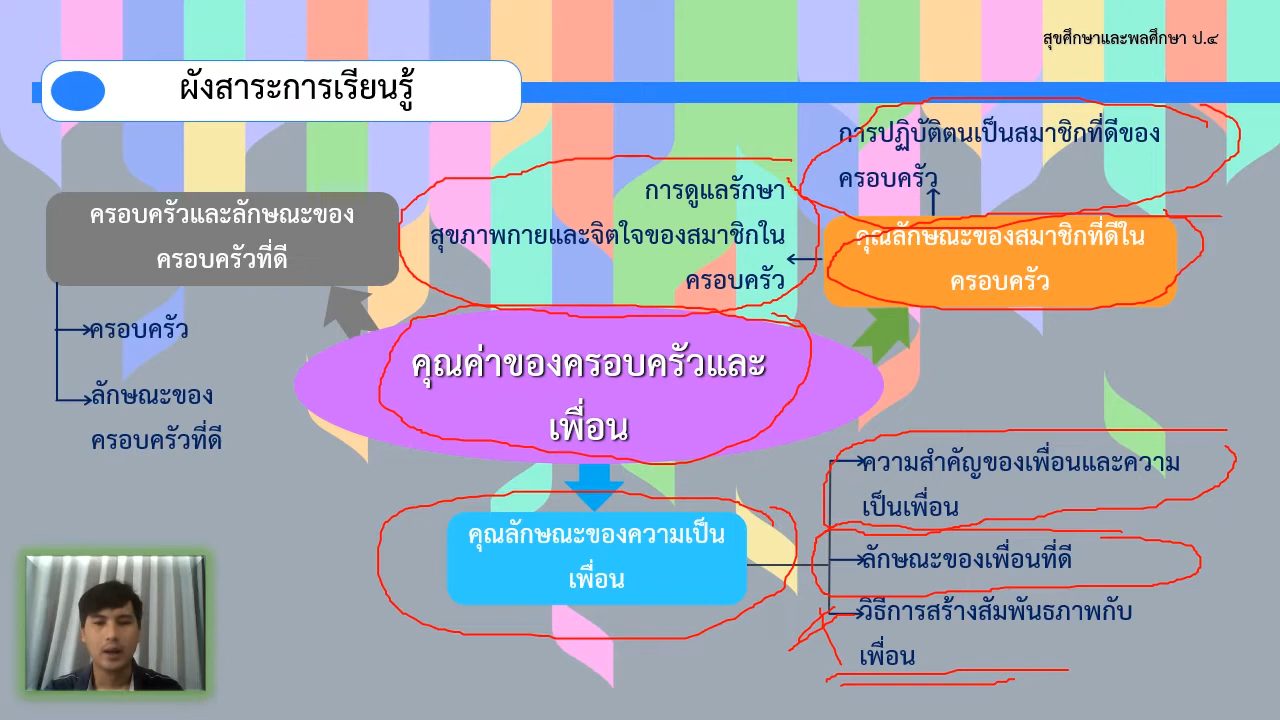 สุขศึกษาและพลศึกษา ป.๔
ผังสาระการเรียนรู้
การปฏิบัติตนเป็นสมาชิกที่ดีของ
ครอบครัว
การดูแลรักษา
สุขภาพกายและจิตใจของสมาชิกใน
ครอบครัว
คุณลักษณะของสมาชิกที่ดีใน
ครอบครัว
ครอบครัวและลักษณะของ
ครอบครัวที่ดี
ครอบครัว
ลักษณะของ
ครอบครัวที่ดี
คุณค่าของครอบครัวและ
เพื่อน
คุณลักษณะของความเป็น
เพื่อน
ความสำคัญของเพื่อนและความ
เป็นเพื่อน
ลักษณะของเพื่อนที่ดี
วิธีการสร้างสัมพันธภาพกับ
เพื่อน